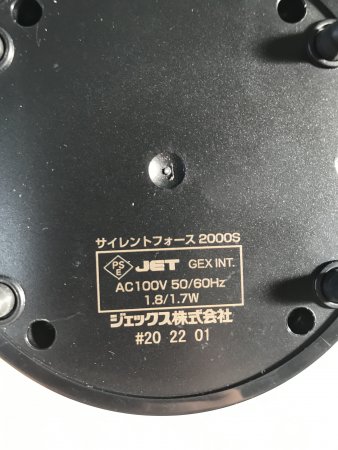 サイレントフォース 2000S
PS E JET GEX INT.
AC100V 50/60Hz
1.8/1.7W
ジェックス株式会社
#20 22 01